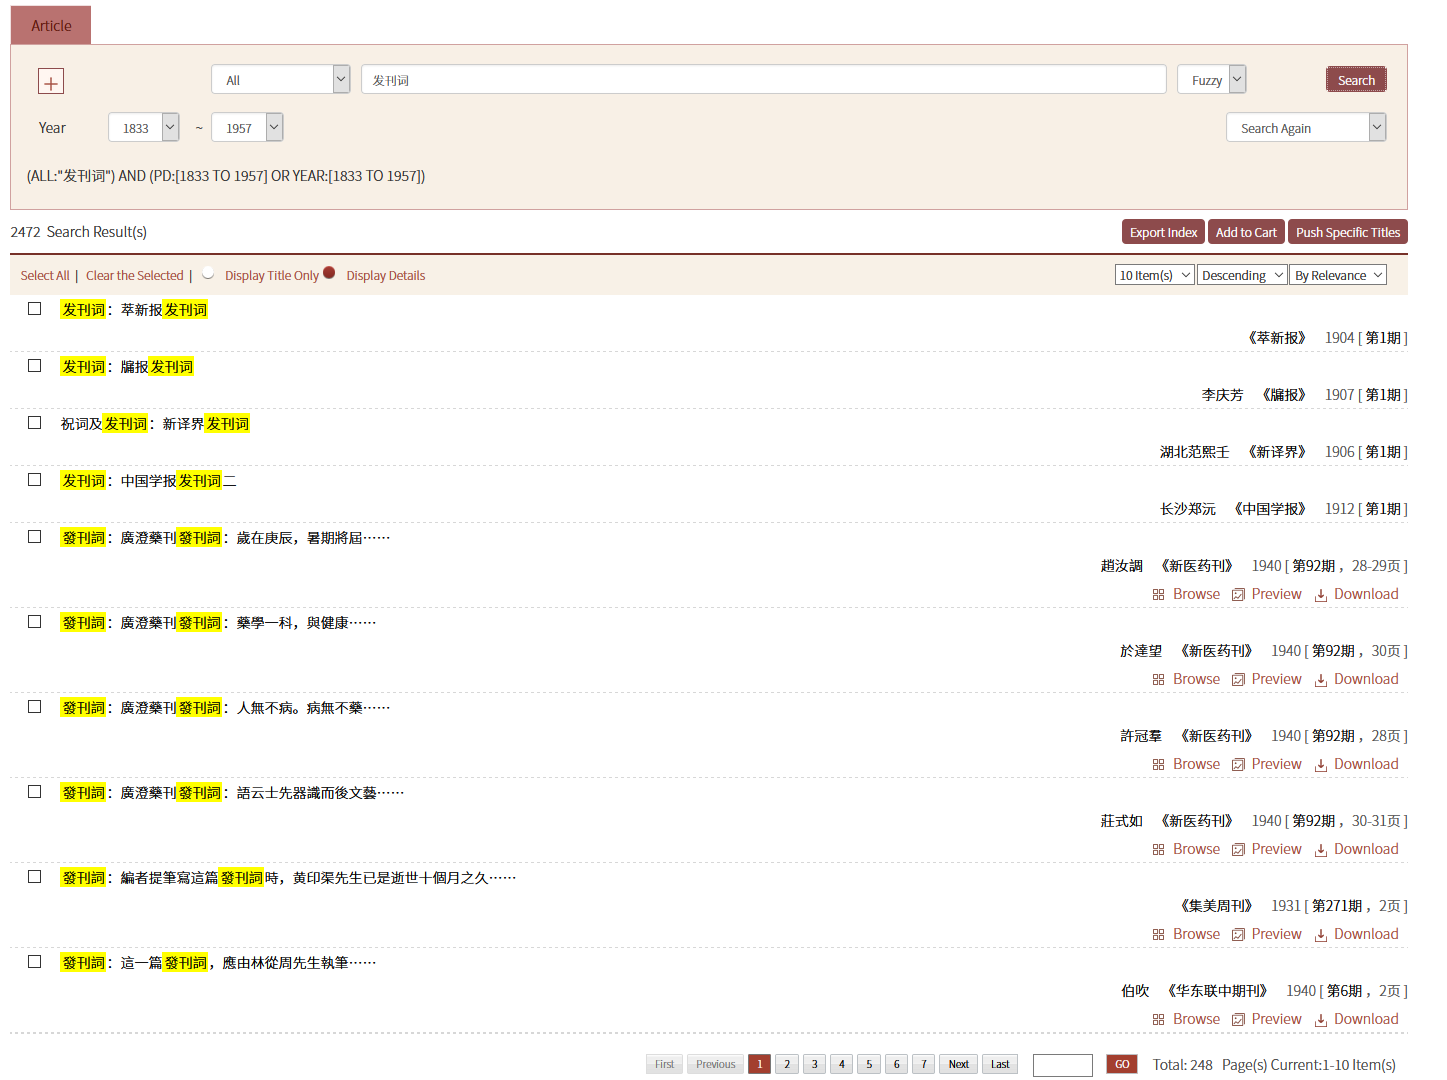 Article
All 发刊词 Fuzzy Search
Year 1833 ~ 1957 Search Again
(ALL:"发刊词") AND (PD:[1833 TO 1957] OR YEAR:[1833 TO 1957])
2472 Search Result(s) Export Index Add to Cart Push Specific Titles
Select All | Clear the Selected | Display Title Only Display Details 10 Item(s) Descending By Relevance
发刊词：萃新报发刊词
《萃新报》 1904 [ 第1期 ]
发刊词：牖报发刊词
李庆芳 《牖报》 1907 [ 第1期 ]
祝词及发刊词：新译界发刊词
湖北范熙壬 《新译界》 1906 [ 第1期 ]
发刊词：中国学报发刊词二
长沙郑沅 《中国学报》 1912 [ 第1期 ]
發刊詞：廣澄藥刊發刊詞：歲在庚辰，暑期將屆……
趙汝調 《新医药刊》 1940 [ 第92期 ，28-29页 ]
Browse Preview Download
發刊詞：廣澄藥刊發刊詞：藥學一科，與健康……
於達望 《新医药刊》 1940 [ 第92期 ，30页 ]
Browse Preview Download
發刊詞：廣澄藥刊發刊詞：人無不病。病無不藥……
許冠羣 《新医药刊》 1940 [ 第92期 ，28页 ]
Browse Preview Download
發刊詞：廣澄藥刊發刊詞：語云士先器識而後文藝……
莊式如 《新医药刊》 1940 [ 第92期 ，30-31页 ]
Browse Preview Download
發刊詞：編者提筆寫這篇發刊詞時，黄印渠先生已是逝世十個月之久……
《集美周刊》 1931 [ 第271期 ，2页 ]
Browse Preview Download
發刊詞：這一篇發刊詞，應由林從周先生執筆……
伯吹 《华东联中期刊》 1940 [ 第6期 ，2页 ]
Browse Preview Download
First Previous 1 2 3 4 5 6 7 Next Last GO Total: 248 Page(s) Current:1-10 Item(s)